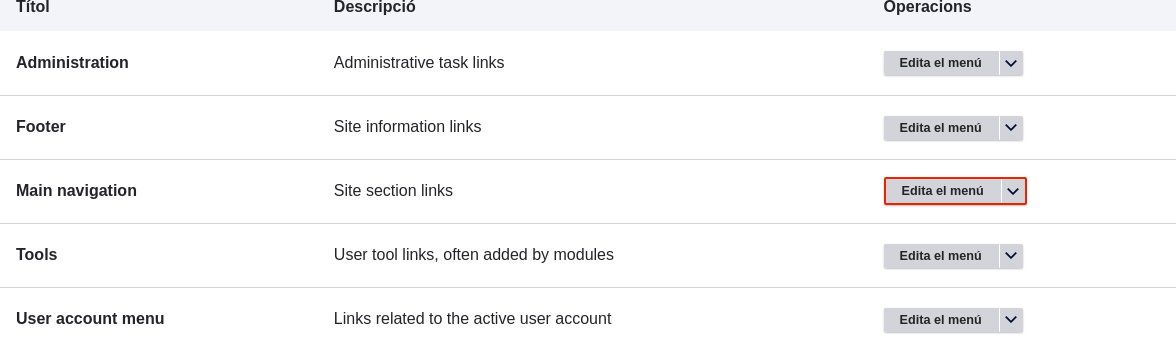 Títol Descripció Operacions
Administration Administrative task links Edita el menú
Footer Site information links Edita el menú
Main navigation Site section links Edita el menú
Tools User tool links, often added by modules Edita el menú
User account menu Links related to the active user account Edita el menú